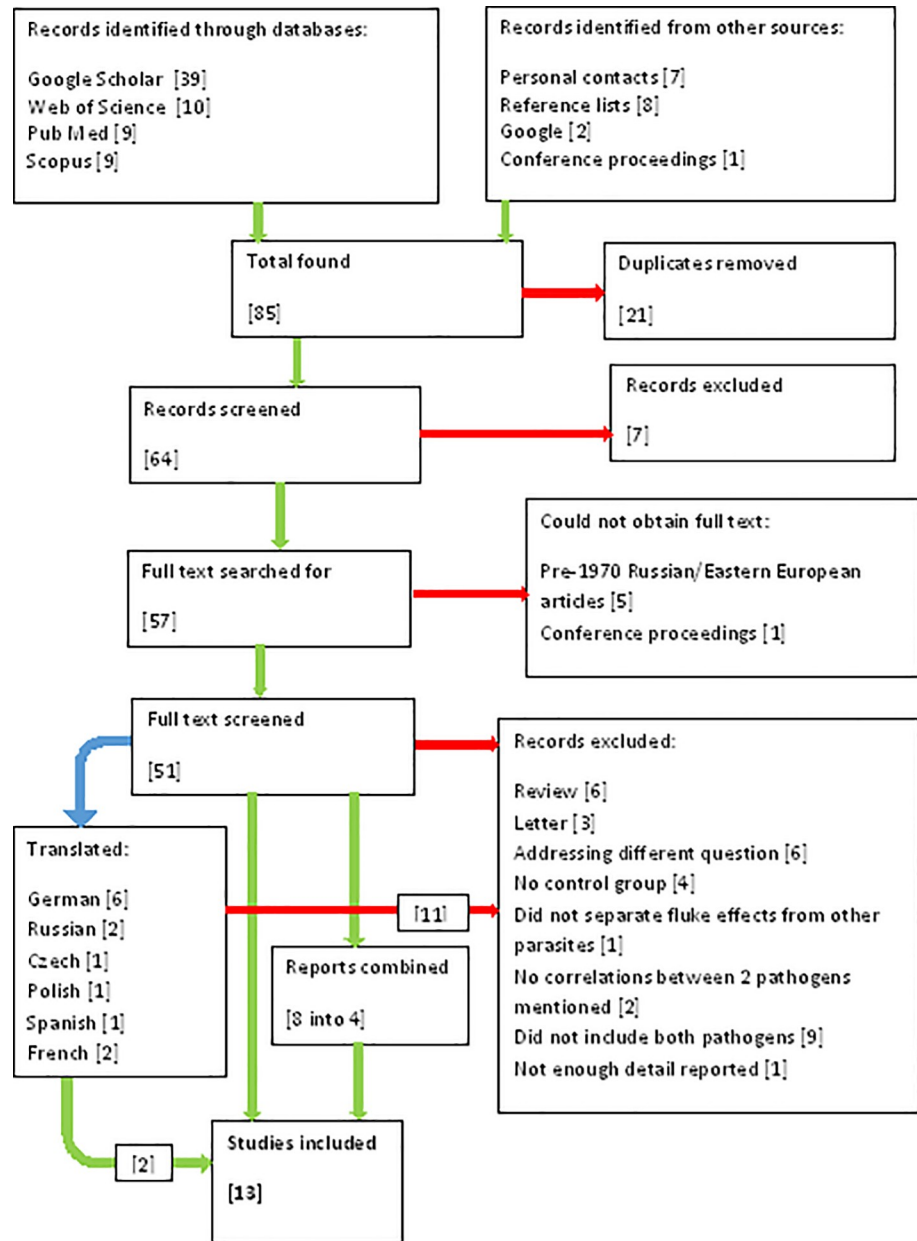 Records identified through databases:
Google Scholar [39]
Web of Science [10]
Pub Med [9]
Scopus [9]
Records identified from other sources:
Personal contacts [7]
Reference lists [8]
Google [2]
Conference proceedings [1]
Total found
[85]
Duplicates removed
[21]
Records screened
[64]
Records excluded
[7]
Full text searched for
[57]
Could not obtain full text:
Pre-1970 Russian/Eastern European
articles [5]
Conference proceedings [1]
Full text screened
[51]
Records excluded:
Review [6]
Letter [3]
Addressing different question [6]
No control group [4]
Did not separate fluke effects from other
parasites [1]
No correlations between 2 pathogens
mentioned [2]
Did not include both pathogens [9]
Not enough detail reported [1]
Translated:
German [6]
Russian [2]
Czech [1]
Polish [1]
Spanish [1]
French [2]
[11]
Reports combined
[8 into 4]
[2]
Studies included
[13]